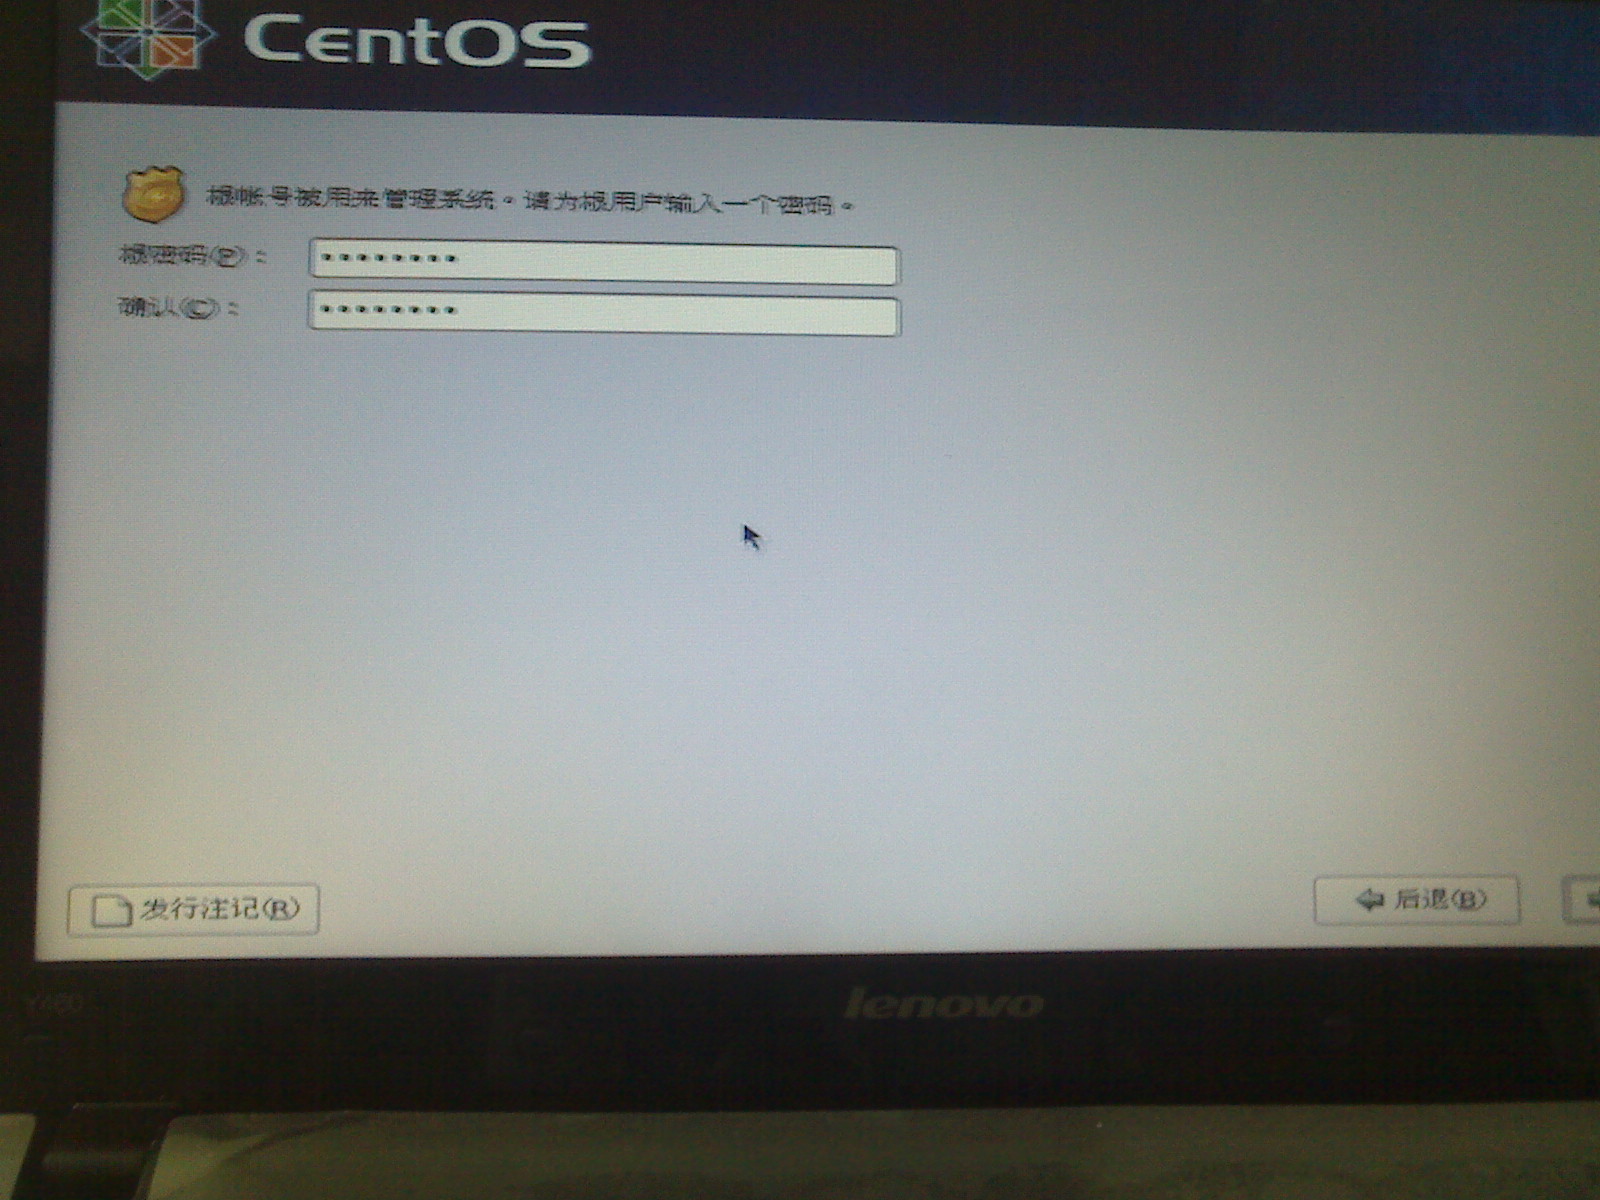 CentOS
根帐号被用来管理系统。请为根用户输入一个密码。
根密码(P)：
确认(C)：
发行注记(R)
后退(B)
Y460
lenovo